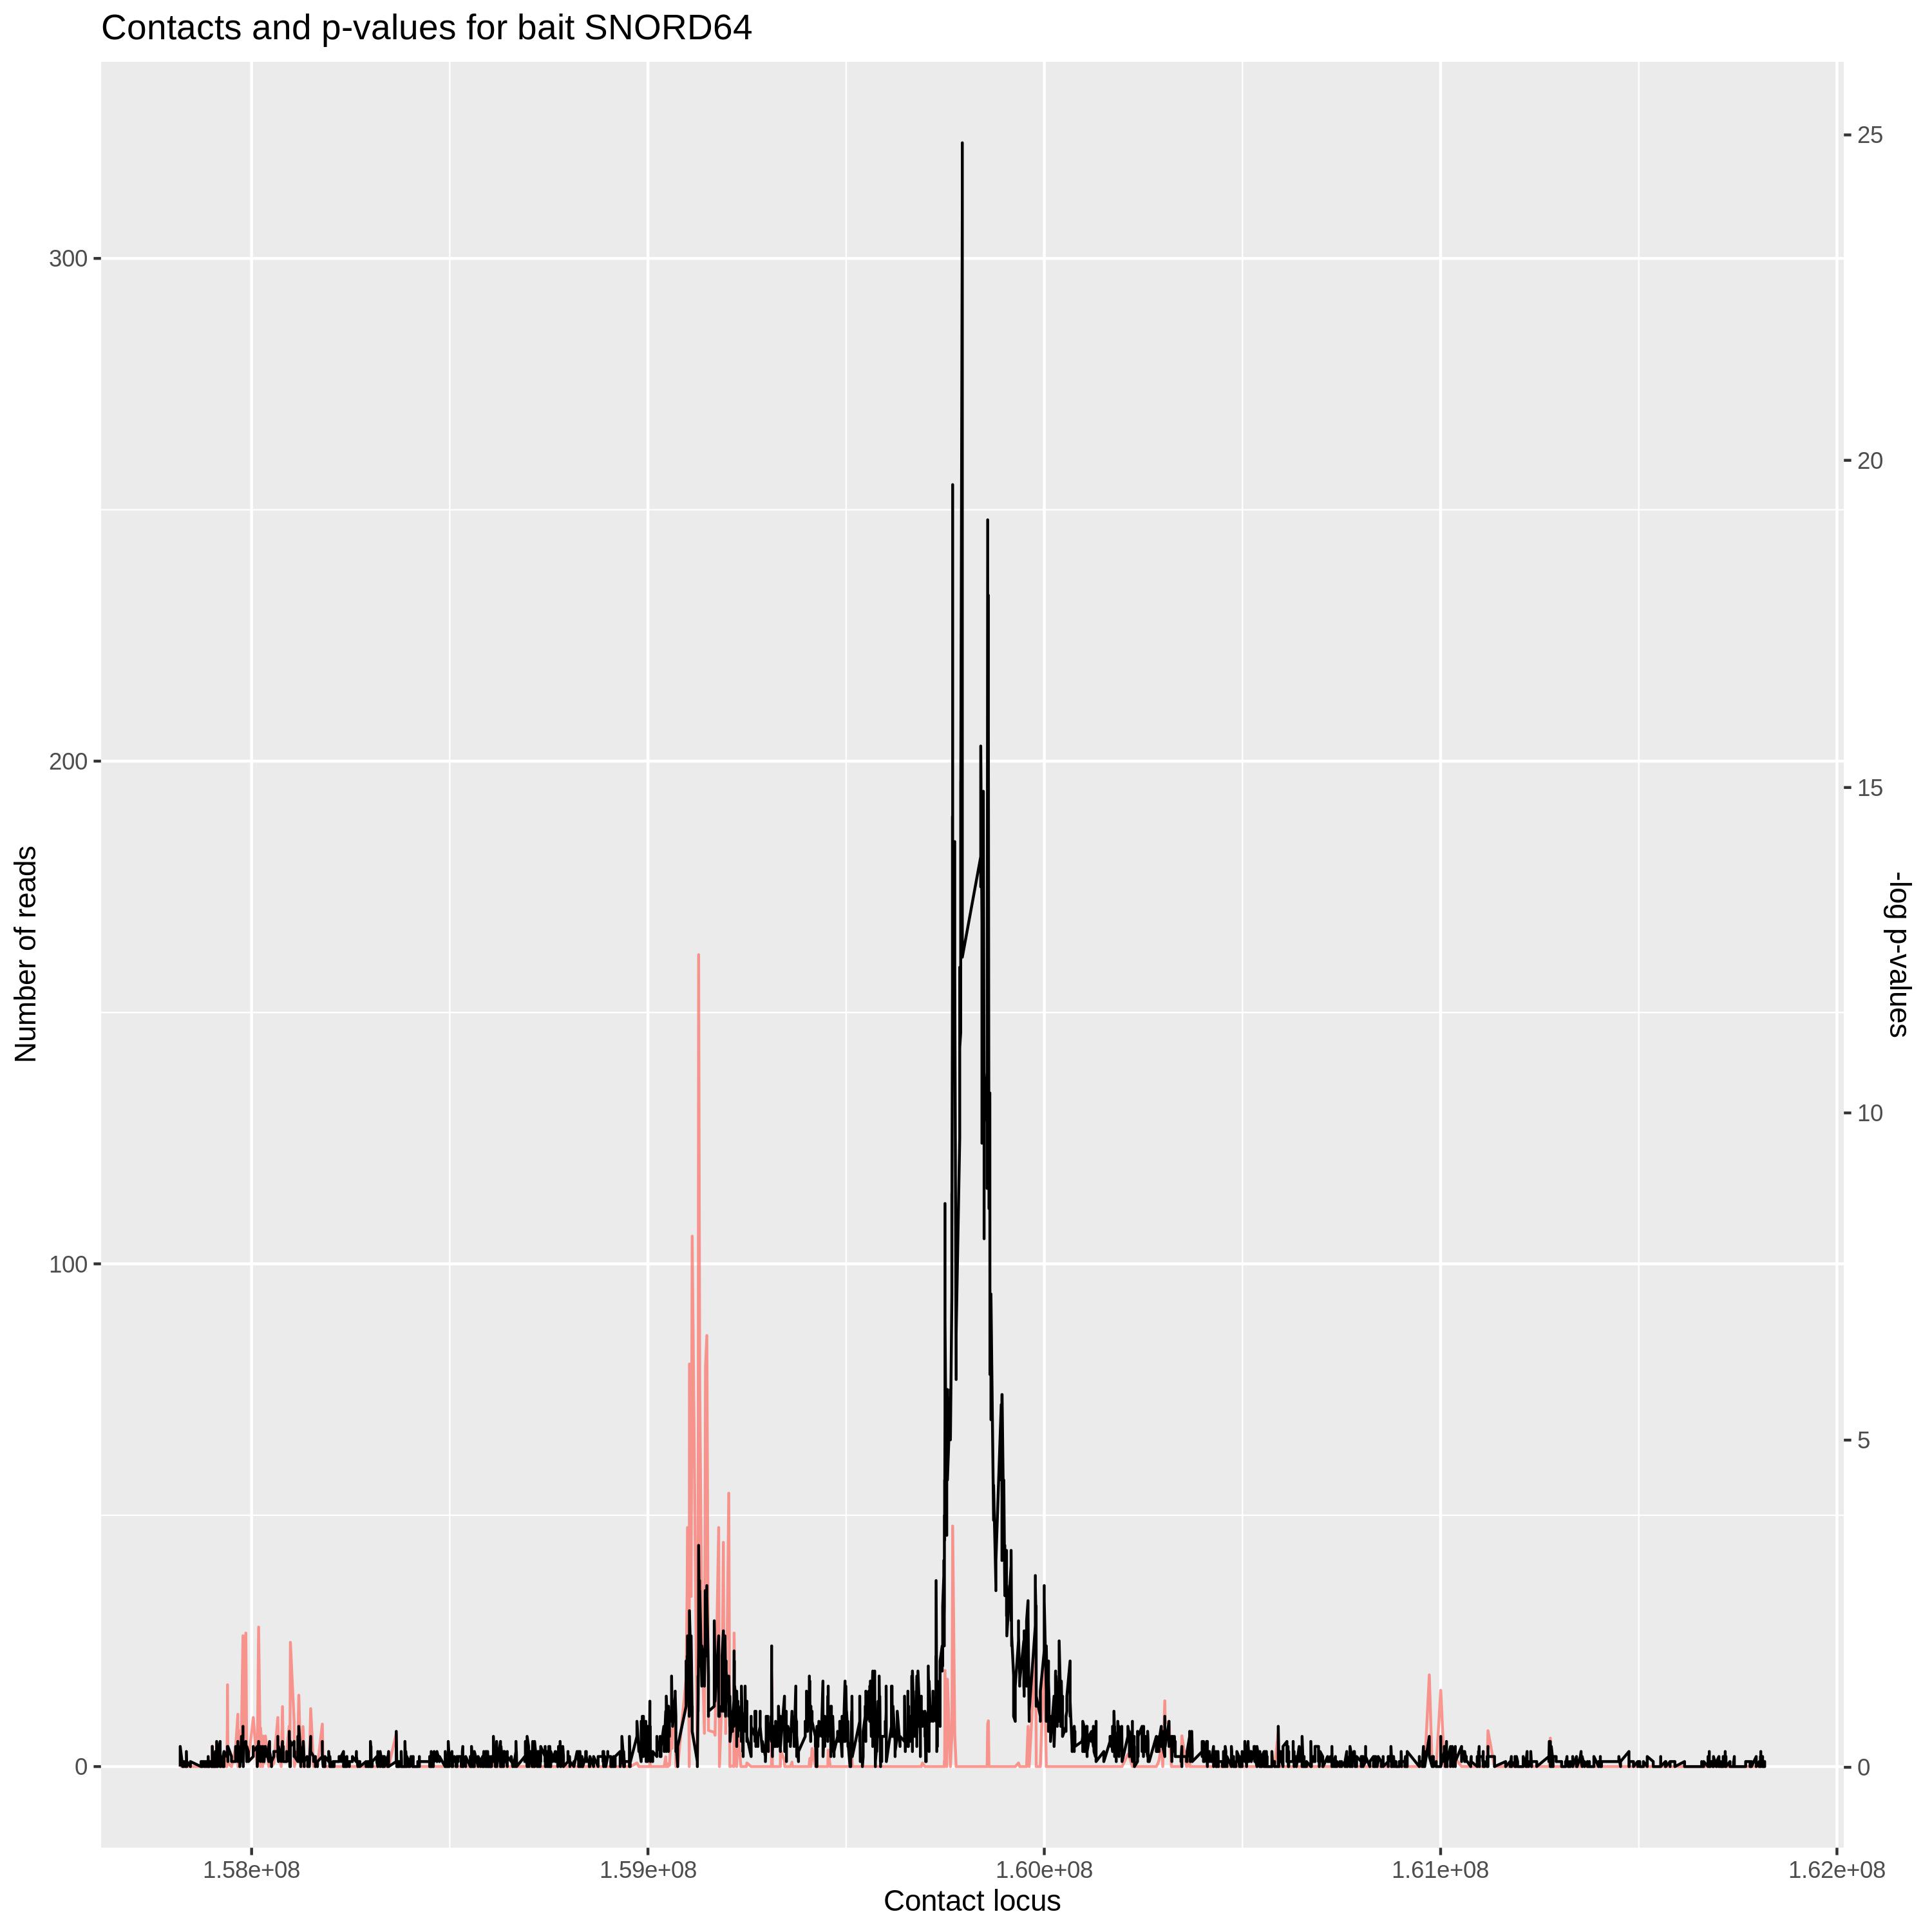 Contacts and p-values for bait SNORD64
300
200
100
0
25
20
15
10
5
0
Number of reads
-log p-values
1.58e+08
1.59e+08
1.60e+08
1.61e+08
1.62e+08
Contact locus